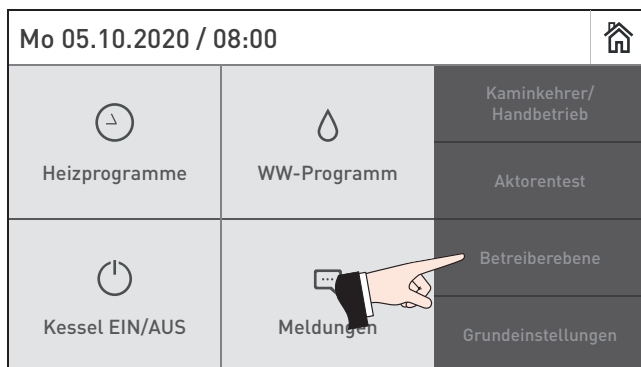 Mo 05.10.2020 / 08:00
Heizprogramme
WW-Programm
Kaminkehrer/
Handbetrieb
Aktorentest
Kessel EIN/AUS
Meldungen
Betreiberebene
Grundeinstellungen